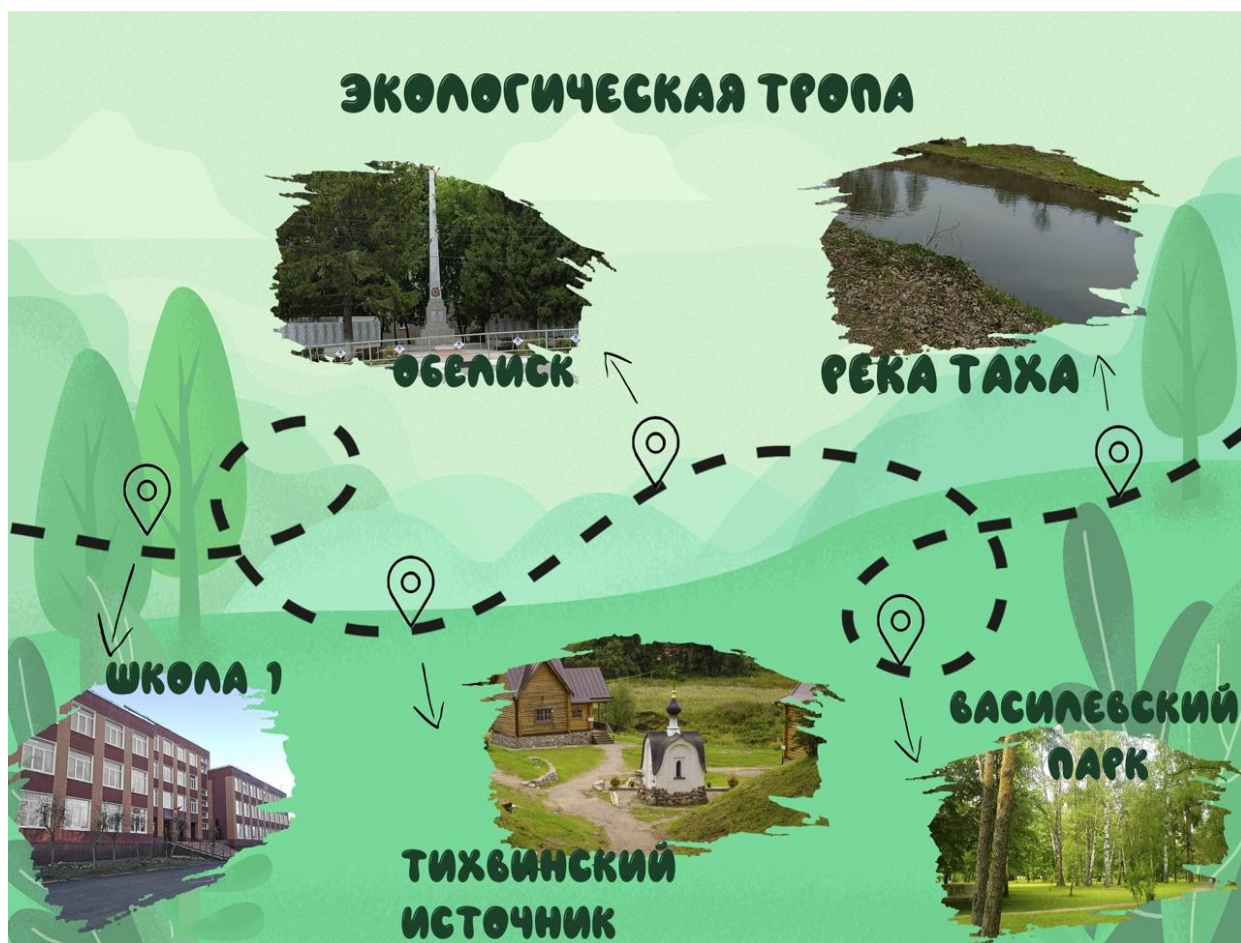 ЭКОЛОГИЧЕСКАЯ ТРОПА
ОБЕЛИСК
РЕКА ТАХА
ШКОЛА 1
ВАСИЛЕВСКИЙ
ПАРК
ТИХВИНСКИЙ
ИСТОЧНИК